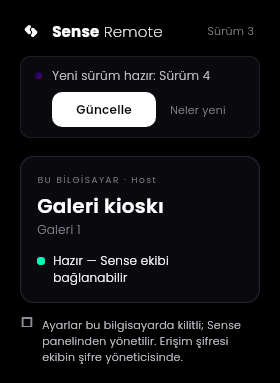 Sense Remote
Sürüm 3
Yeni sürüm hazır: Sürüm 4
Güncelle
Neler yeni
BU BİLGİSAYAR · Host
Galeri kioskı
Galeri 1
Hazır — Sense ekibi
bağlanabilir
Ayarlar bu bilgisayarda kilitli; Sense
panelinden yönetilir. Erişim şifresi
ekibin şifre yöneticisinde.